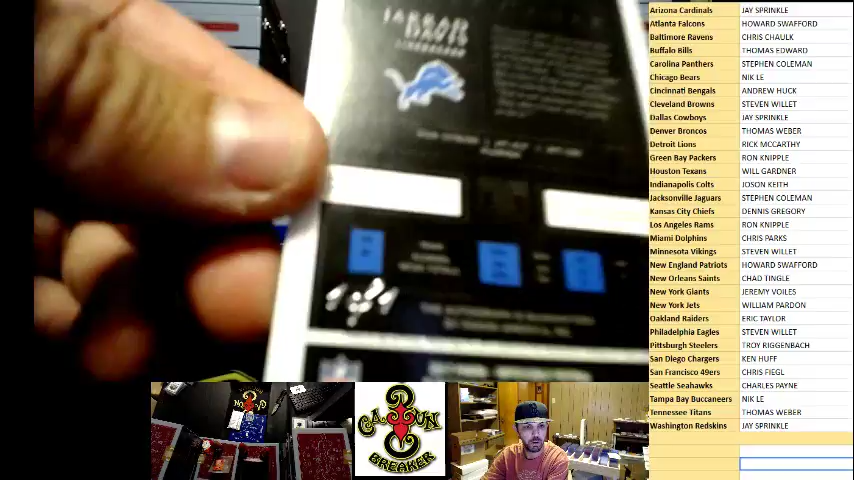 JARRAD
DAVIS
LINEBACKER
1/1
CAJUN
BREAKER
Arizona Cardinals JAY SPRINKLE
Atlanta Falcons HOWARD SWAFFORD
Baltimore Ravens CHRIS CHAULK
Buffalo Bills THOMAS EDWARD
Carolina Panthers STEPHEN COLEMAN
Chicago Bears NIK LE
Cincinnati Bengals ANDREW HUCK
Cleveland Browns STEVEN WILLET
Dallas Cowboys JAY SPRINKLE
Denver Broncos THOMAS WEBER
Detroit Lions RICK MCCARTHY
Green Bay Packers RON KNIPPLE
Houston Texans WILL GARDNER
Indianapolis Colts JOSON KEITH
Jacksonville Jaguars STEPHEN COLEMAN
Kansas City Chiefs DENNIS GREGORY
Los Angeles Rams RON KNIPPLE
Miami Dolphins CHRIS PARKS
Minnesota Vikings STEVEN WILLET
New England Patriots HOWARD SWAFFORD
New Orleans Saints CHAD TINGLE
New York Giants JEREMY VOILES
New York Jets WILLIAM PARDON
Oakland Raiders ERIC TAYLOR
Philadelphia Eagles STEVEN WILLET
Pittsburgh Steelers TROY RIGGENBACH
San Diego Chargers KEN HUFF
San Francisco 49ers CHRIS FIEGL
Seattle Seahawks CHARLES PAYNE
Tampa Bay Buccaneers NIK LE
Tennessee Titans THOMAS WEBER
Washington Redskins JAY SPRINKLE